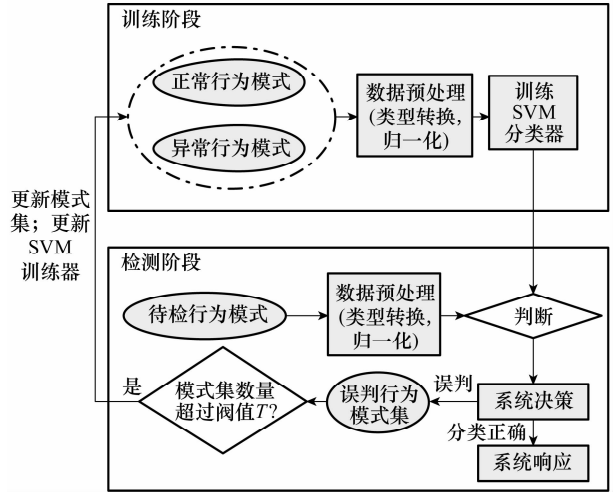 训练阶段
正常行为模式
异常行为模式
数据预处理
(类型转换,
归一化)
训练
SVM
分类器
更新模式
集；更新
SVM
训练器
检测阶段
待检行为模式
数据预处理
(类型转换,
归一化)
判断
是
模式集数量
超过阀值T?
误判行为
模式集
误判
系统决策
分类正确
系统响应